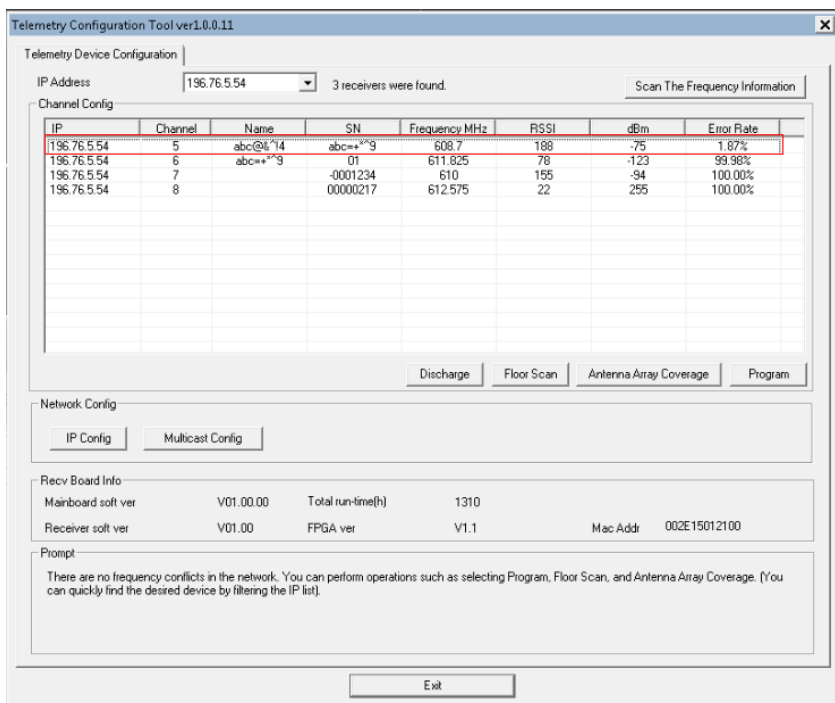 Telemetry Configuration Tool ver1.0.0.11
Telemetry Device Configuration
IP Address 196.76.5.54 3 receivers were found. Scan The Frequency Information
Channel Config
IP Channel Name SN Frequency MHz RSSI dBm Error Rate
196.76.5.54 5 abc@&^!4 abc=+*^9 608.7 188 -75 1.87%
196.76.5.54 6 abc=+*^9 01 611.825 78 -123 99.98%
196.76.5.54 7 -0001234 610 155 -94 100.00%
196.76.5.54 8 00000217 612.575 22 255 100.00%
Discharge Floor Scan Antenna Array Coverage Program
Network Config
IP Config Multicast Config
Recv Board Info
Mainboard soft ver V01.00.00 Total run-time(h) 1310
Receiver soft ver V01.00 FPGA ver V1.1 Mac Addr 002E15012100
Prompt
There are no frequency conflicts in the network. You can perform operations such as selecting Program, Floor Scan, and Antenna Array Coverage. (You
can quickly find the desired device by filtering the IP list).
Exit